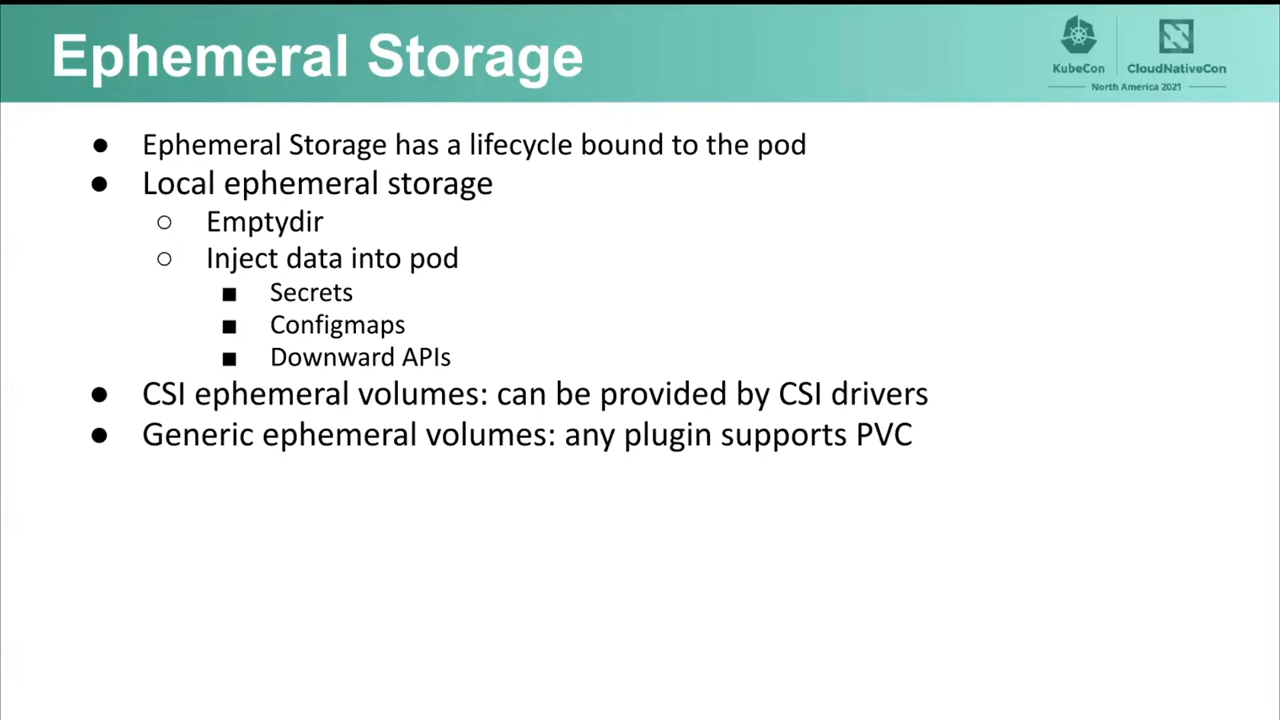 Ephemeral Storage
KubeCon
CloudNativeCon
North America 2021
● Ephemeral Storage has a lifecycle bound to the pod
● Local ephemeral storage
○ Emptydir
○ Inject data into pod
■ Secrets
■ Configmaps
■ Downward APIs
● CSI ephemeral volumes: can be provided by CSI drivers
● Generic ephemeral volumes: any plugin supports PVC